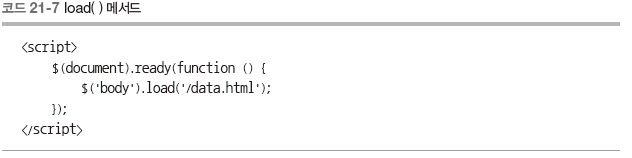 코드 21-7 load( ) 메서드
<script>
    $(document).ready(function () {
        $('body').load('/data.html');
    });
</script>